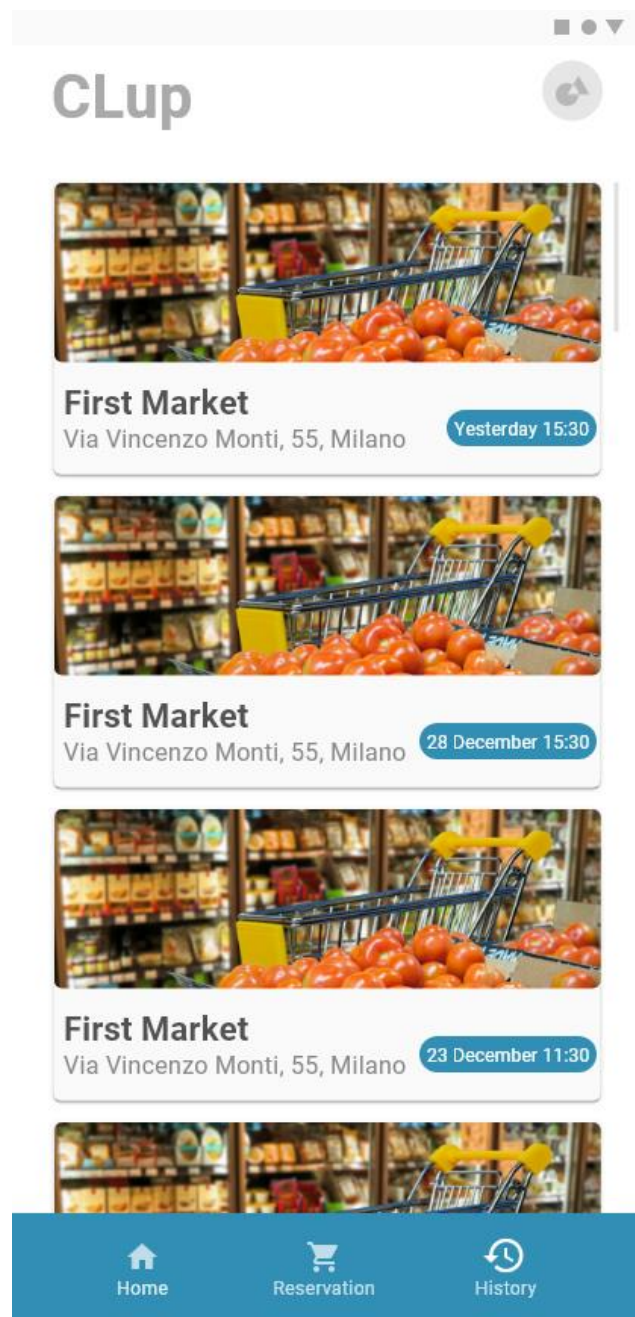 CLup
First Market
Via Vincenzo Monti, 55, Milano
Yesterday 15:30
First Market
Via Vincenzo Monti, 55, Milano
28 December 15:30
First Market
Via Vincenzo Monti, 55, Milano
23 December 11:30
Home
Reservation
History